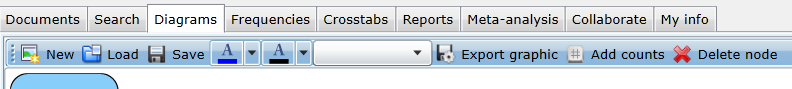 Documents Search Diagrams Frequencies Crosstabs Reports Meta-analysis Collaborate My info
New Load Save A A Export graphic # Add counts Delete node